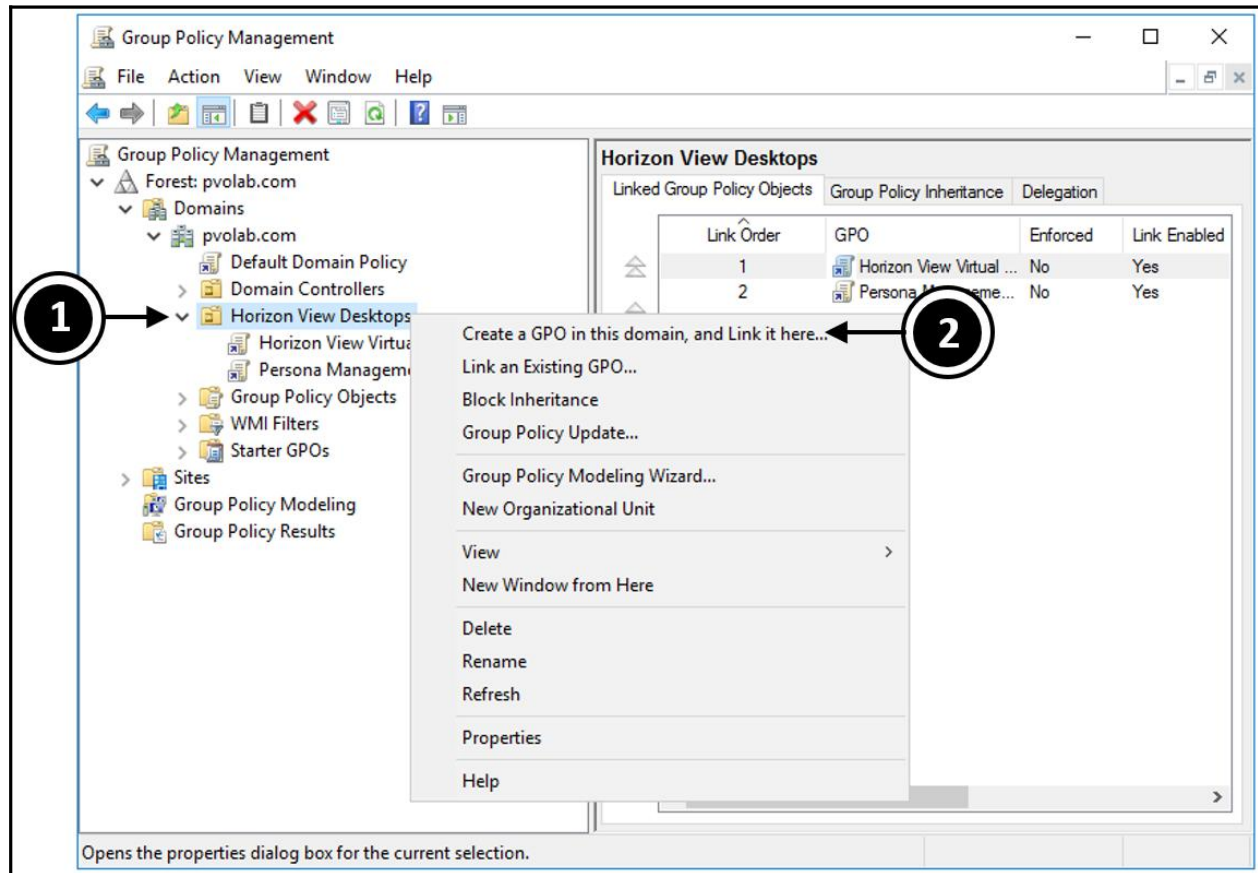 Group Policy Management
File Action View Window Help
Group Policy Management
Forest: pvolab.com
Domains
pvolab.com
Default Domain Policy
Domain Controllers
Horizon View Desktops
Horizon View Virtua
Persona Manageme
Group Policy Objects
WMI Filters
Starter GPOs
Sites
Group Policy Modeling
Group Policy Results
1
Horizon View Desktops
Linked Group Policy Objects Group Policy Inheritance Delegation
Link Order GPO Enforced Link Enabled
1 Horizon View Virtual ... No Yes
2 Persona Manageme... No Yes
Create a GPO in this domain, and Link it here...
2
Link an Existing GPO...
Block Inheritance
Group Policy Update...
Group Policy Modeling Wizard...
New Organizational Unit
View
New Window from Here
Delete
Rename
Refresh
Properties
Help
Opens the properties dialog box for the current selection.